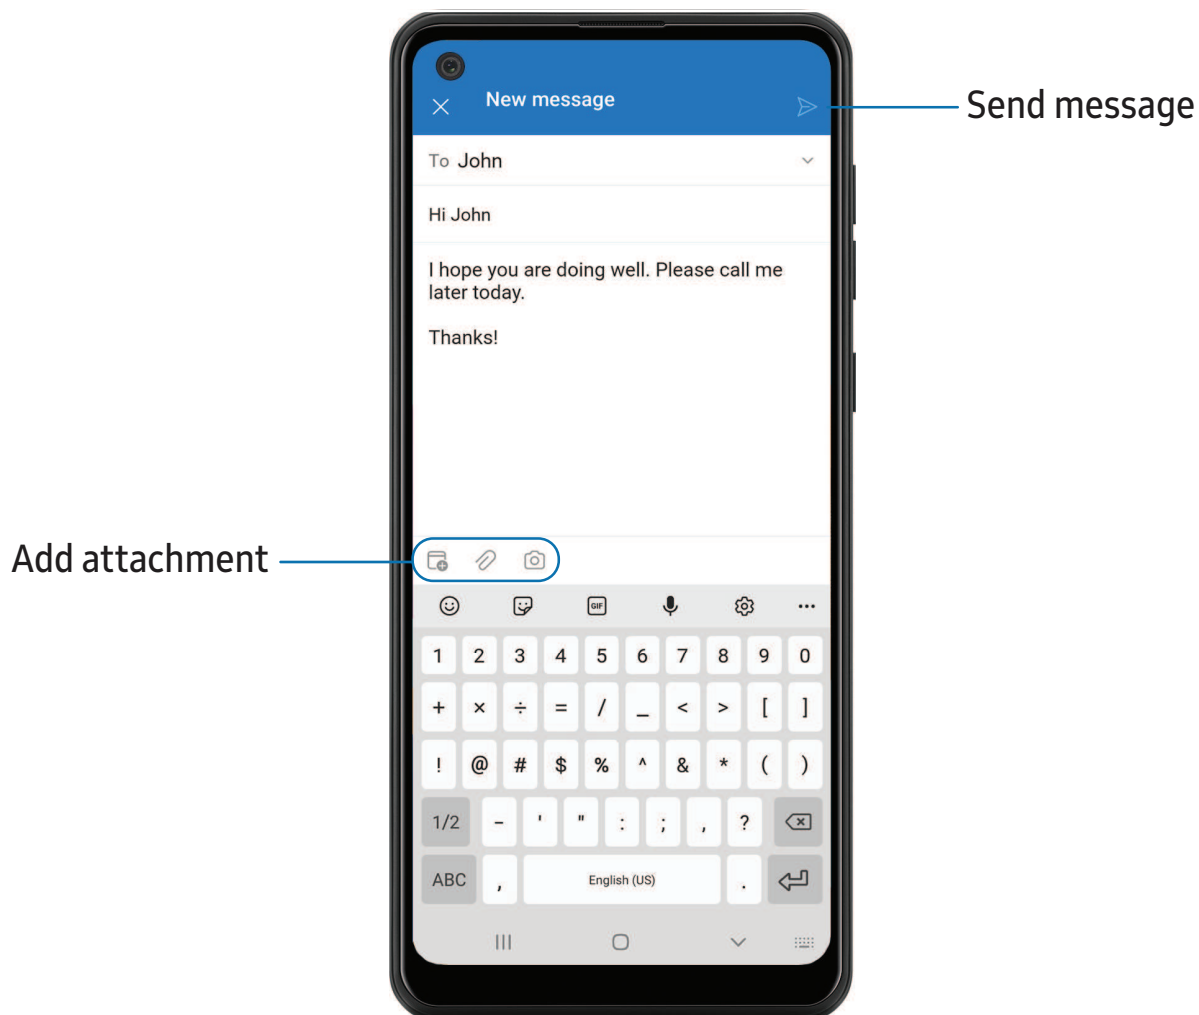 New message
Send message
To John
Hi John
I hope you are doing well. Please call me
later today.
Thanks!
Add attachment
GIF
1 2 3 4 5 6 7 8 9 0
+ × ÷ = / _ < > [ ]
! @ # $ % ^ & * ( )
1/2 - ' " : ; , ?
ABC , English (US) .